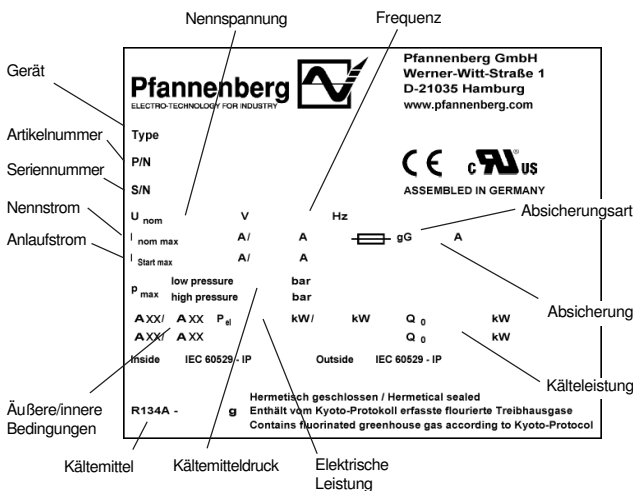 Nennspannung
Frequenz
Gerät
Artikelnummer
Seriennummer
Nennstrom
Anlaufstrom
Pfannenberg
ELECTRO-TECHNOLOGY FOR INDUSTRY
Pfannenberg GmbH
Werner-Witt-Straße 1
D-21035 Hamburg
www.pfannenberg.com
Type
P/N
S/N
CE c RU US
ASSEMBLED IN GERMANY
U nom V Hz
I nom max A/ A gG A
I Start max A/ A
p max low pressure bar
high pressure bar
AXX/ AXX P el kW/ kW Q 0 kW
AXX/ AXX Q 0 kW
Inside IEC 60529 - IP Outside IEC 60529 - IP
R134A - g
Hermetisch geschlossen / Hermetical sealed
Enthält vom Kyoto-Protokoll erfasste flourierte Treibhausgase
Contains fluorinated greenhouse gas according to Kyoto-Protocol
Absicherungsart
Absicherung
Kälteleistung
Äußere/innere
Bedingungen
Kältemittel
Kältemitteldruck
Elektrische
Leistung